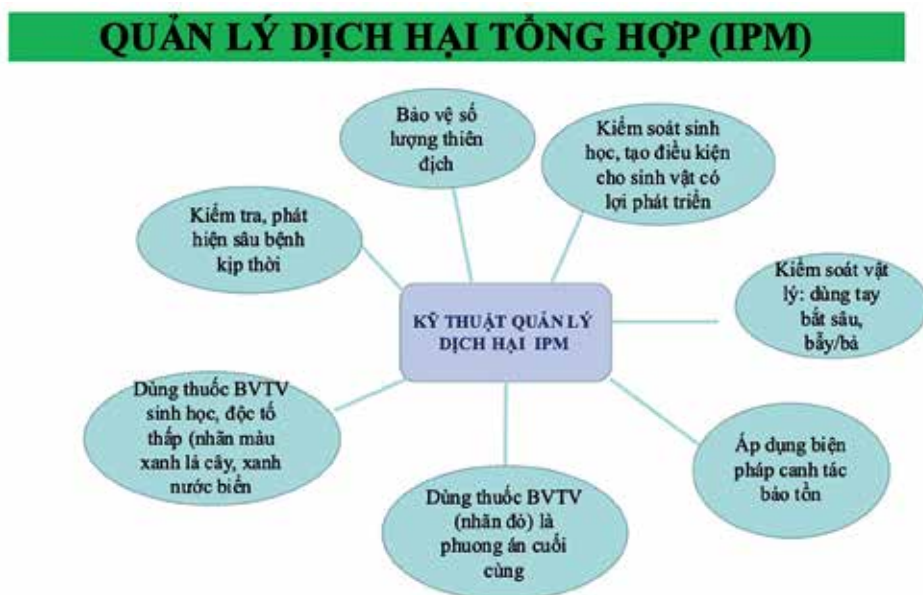 QUẢN LÝ DỊCH HẠI TỔNG HỢP (IPM)
Bảo vệ số
lượng thiên
địch
Kiểm soát sinh
học, tạo điều kiện
cho sinh vật có
lợi phát triển
Kiểm tra, phát
hiện sâu bệnh
kịp thời
Kiểm soát vật
lý: dùng tay
bắt sâu,
bẫy/bả
KỸ THUẬT QUẢN LÝ
DỊCH HẠI IPM
Dùng thuốc BVTV
sinh học, độc tố
thấp (nhãn màu
xanh lá cây, xanh
nước biển
Áp dụng biện
pháp canh tác
bảo tồn
Dùng thuốc BVTV
(nhãn đỏ) là
phuong án cuối
cùng